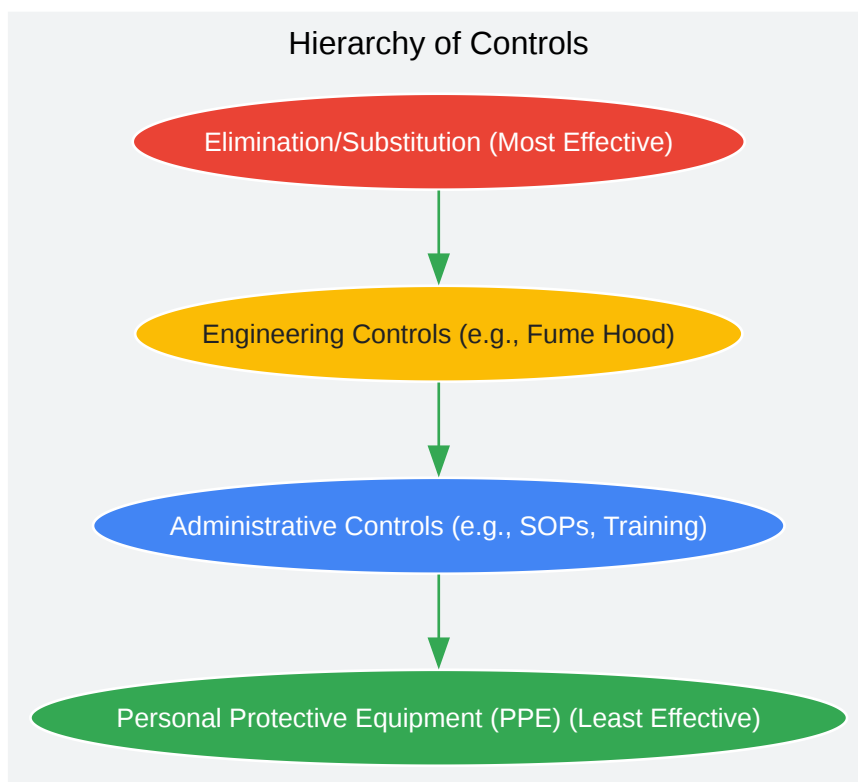 Hierarchy of Controls
Elimination/Substitution (Most Effective)
Engineering Controls (e.g., Fume Hood)
Administrative Controls (e.g., SOPs, Training)
Personal Protective Equipment (PPE) (Least Effective)